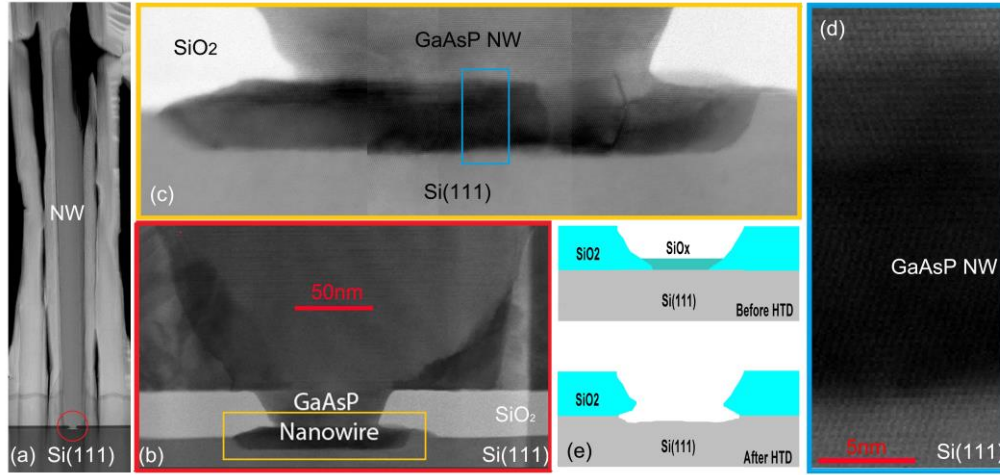 NW
(a)
Si(111)
SiO2
GaAsP NW
(c)
Si(111)
50nm
GaAsP
Nanowire
SiO2
(b)
Si(111)
SiO2
SiOx
Si(111)
Before HTD
SiO2
Si(111)
(e)
After HTD
(d)
GaAsP NW
5nm
Si(111)